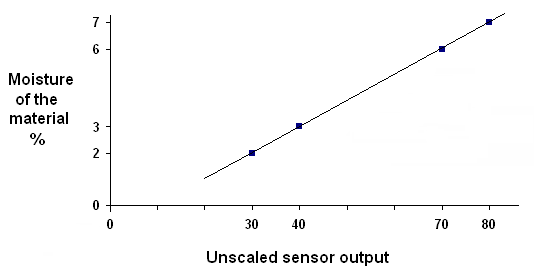 7
6
Moisture
of the
material
%
3
2
0
0 30 40 70 80
Unscaled sensor output